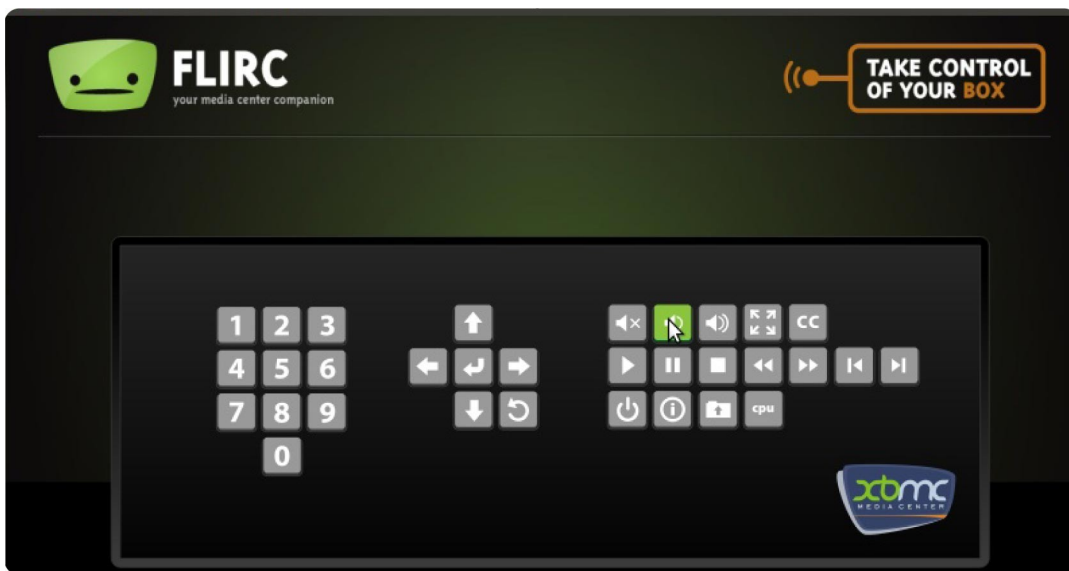 FLIRC
your media center companion
TAKE CONTROL
OF YOUR BOX
1 2 3
4 5 6
7 8 9
0
CC
cpu
xbmc
MEDIA CENTER